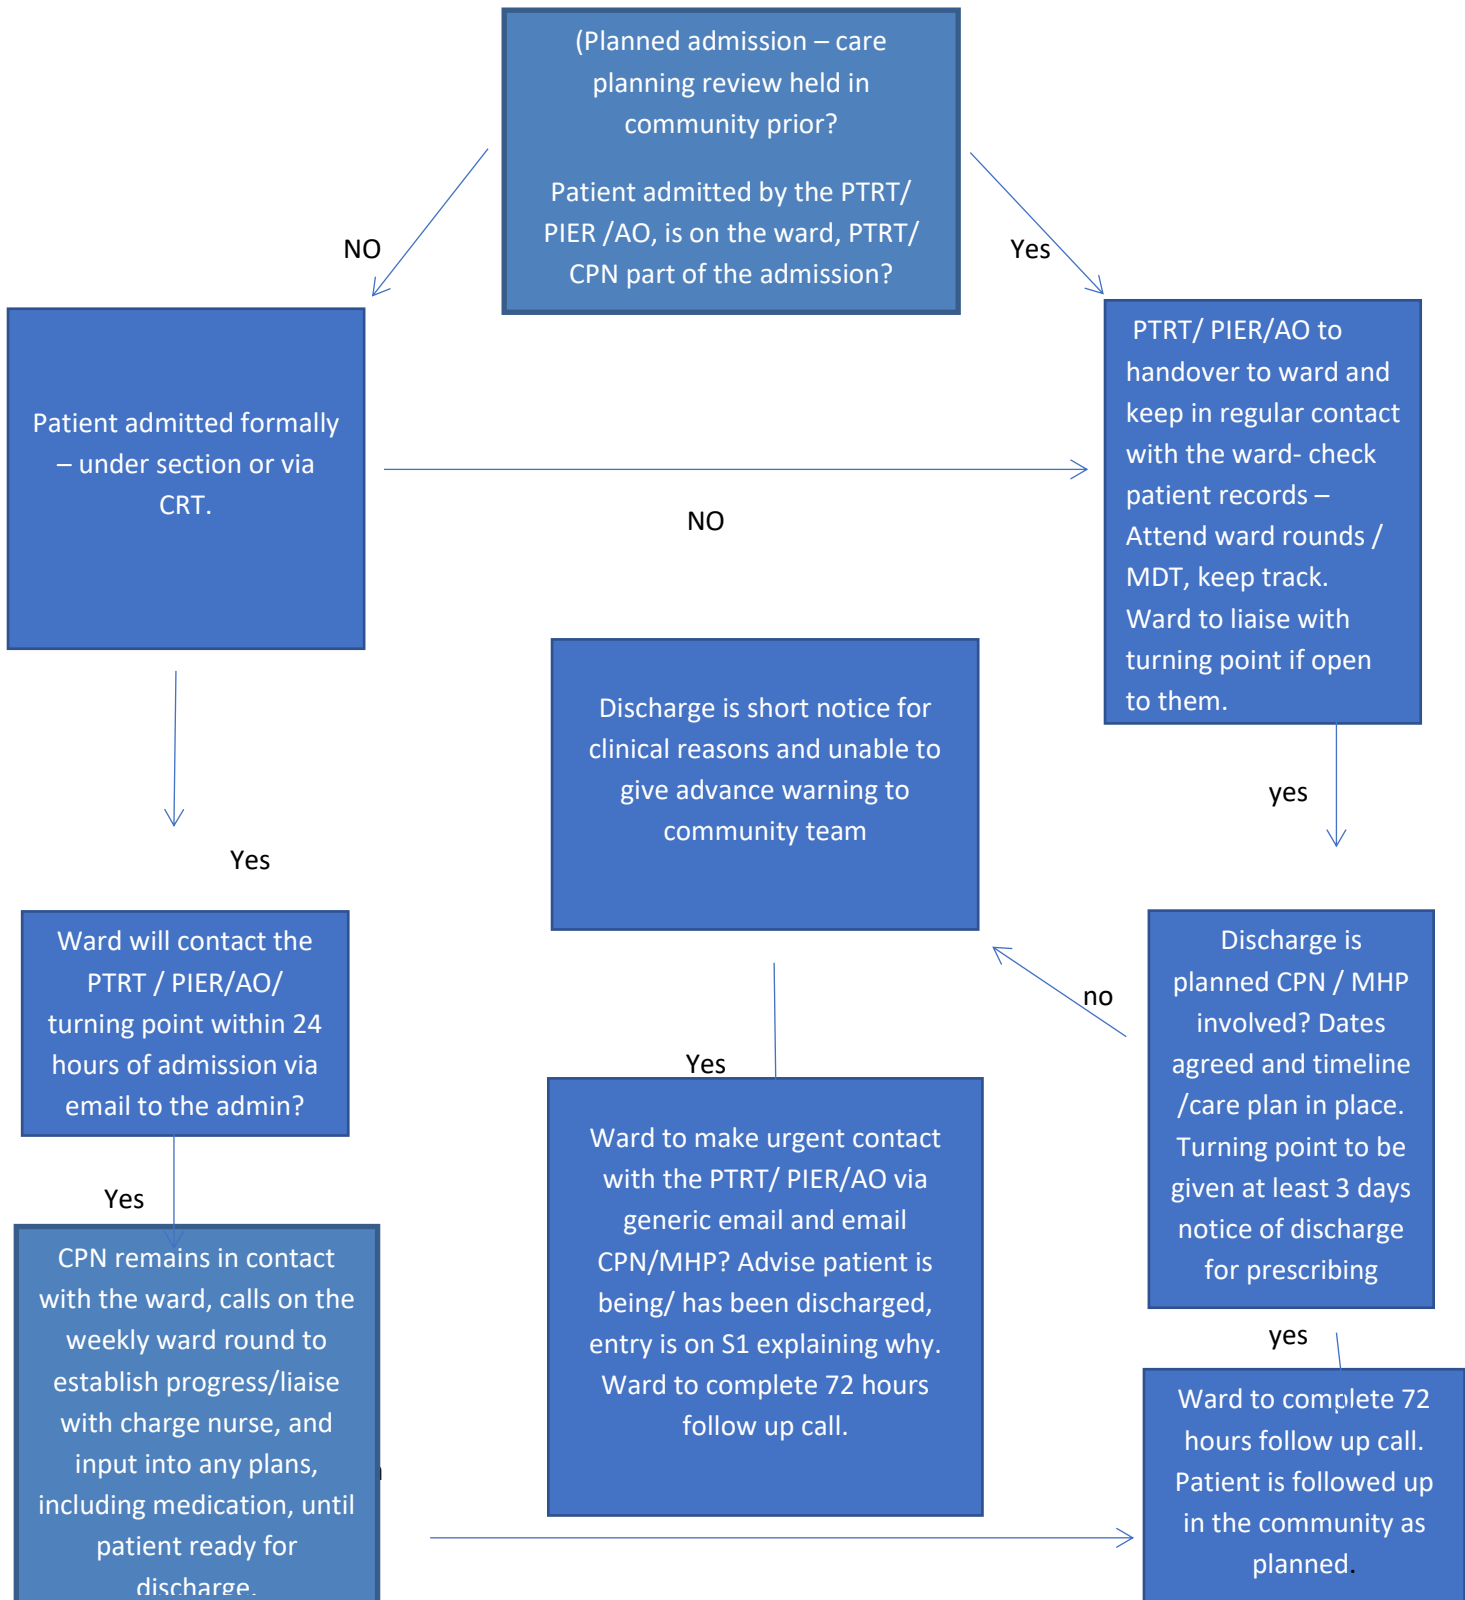 (Planned admission – care
planning review held in
community prior?
Patient admitted by the PTRT/
PIER /AO, is on the ward, PTRT/
CPN part of the admission?
NO
Yes
Patient admitted formally
– under section or via
CRT.
NO
PTRT/ PIER/AO to
handover to ward and
keep in regular contact
with the ward- check
patient records –
Attend ward rounds /
MDT, keep track.
Ward to liaise with
turning point if open
to them.
Yes
yes
Discharge is short notice for
clinical reasons and unable to
give advance warning to
community team
Ward will contact the
PTRT / PIER/AO/
turning point within 24
hours of admission via
email to the admin?
no
Discharge is
planned CPN / MHP
involved? Dates
agreed and timeline
/care plan in place.
Turning point to be
given at least 3 days
notice of discharge
for prescribing
Yes
Yes
Ward to make urgent contact
with the PTRT/ PIER/AO via
generic email and email
CPN/MHP? Advise patient is
being/ has been discharged,
entry is on S1 explaining why.
Ward to complete 72 hours
follow up call.
yes
CPN remains in contact
with the ward, calls on the
weekly ward round to
establish progress/liaise
with charge nurse, and
input into any plans,
including medication, until
patient ready for
discharge.
Ward to complete 72
hours follow up call.
Patient is followed up
in the community as
planned.